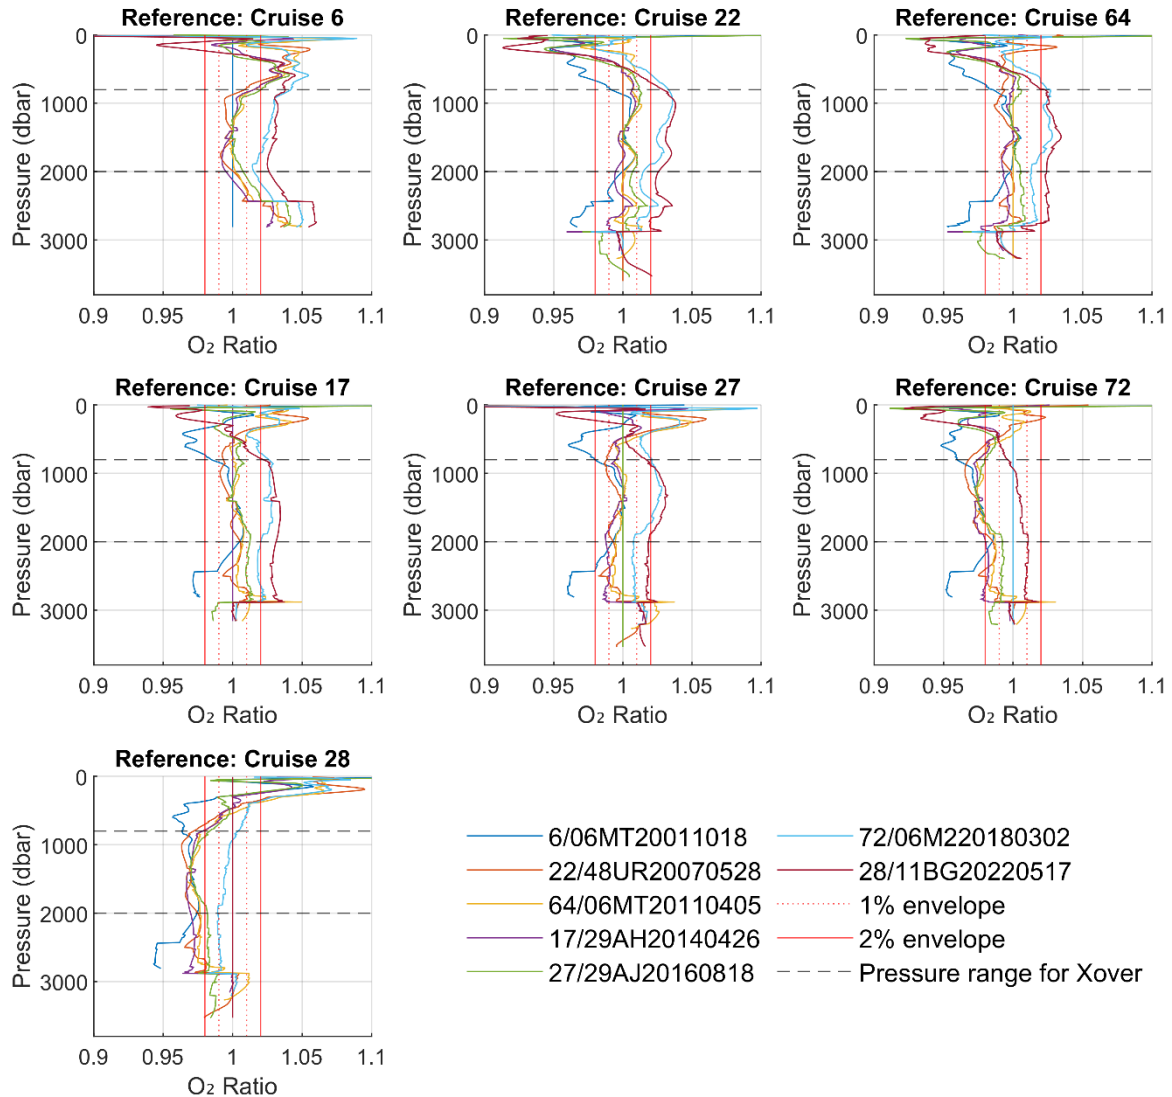 Reference: Cruise 6
0
1000
2000
3000
Pressure (dbar)
0.9 0.95 1 1.05 1.1
O₂ Ratio
Reference: Cruise 22
0
1000
2000
3000
Pressure (dbar)
0.9 0.95 1 1.05 1.1
O₂ Ratio
Reference: Cruise 64
0
1000
2000
3000
Pressure (dbar)
0.9 0.95 1 1.05 1.1
O₂ Ratio
Reference: Cruise 17
0
1000
2000
3000
Pressure (dbar)
0.9 0.95 1 1.05 1.1
O₂ Ratio
Reference: Cruise 27
0
1000
2000
3000
Pressure (dbar)
0.9 0.95 1 1.05 1.1
O₂ Ratio
Reference: Cruise 72
0
1000
2000
3000
Pressure (dbar)
0.9 0.95 1 1.05 1.1
O₂ Ratio
Reference: Cruise 28
0
1000
2000
3000
Pressure (dbar)
0.9 0.95 1 1.05 1.1
O₂ Ratio
6/06MT20011018
22/48UR20070528
64/06MT20110405
17/29AH20140426
27/29AJ20160818
72/06M220180302
28/11BG20220517
1% envelope
2% envelope
Pressure range for Xover